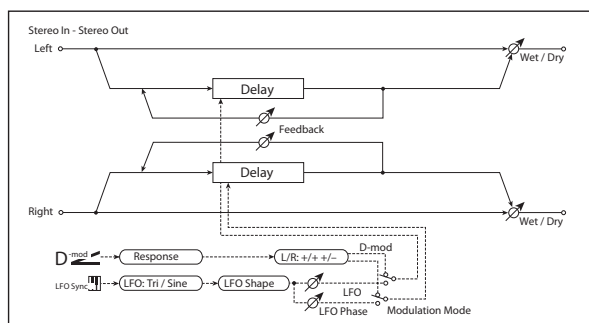 Stereo In - Stereo Out
Left
Wet / Dry
Delay
Feedback
Delay
Right
Wet / Dry
D-mod
D-mod
Response
L/R: +/+ +/–
LFO Sync
LFO: Tri / Sine
LFO Shape
LFO
LFO Phase
Modulation Mode